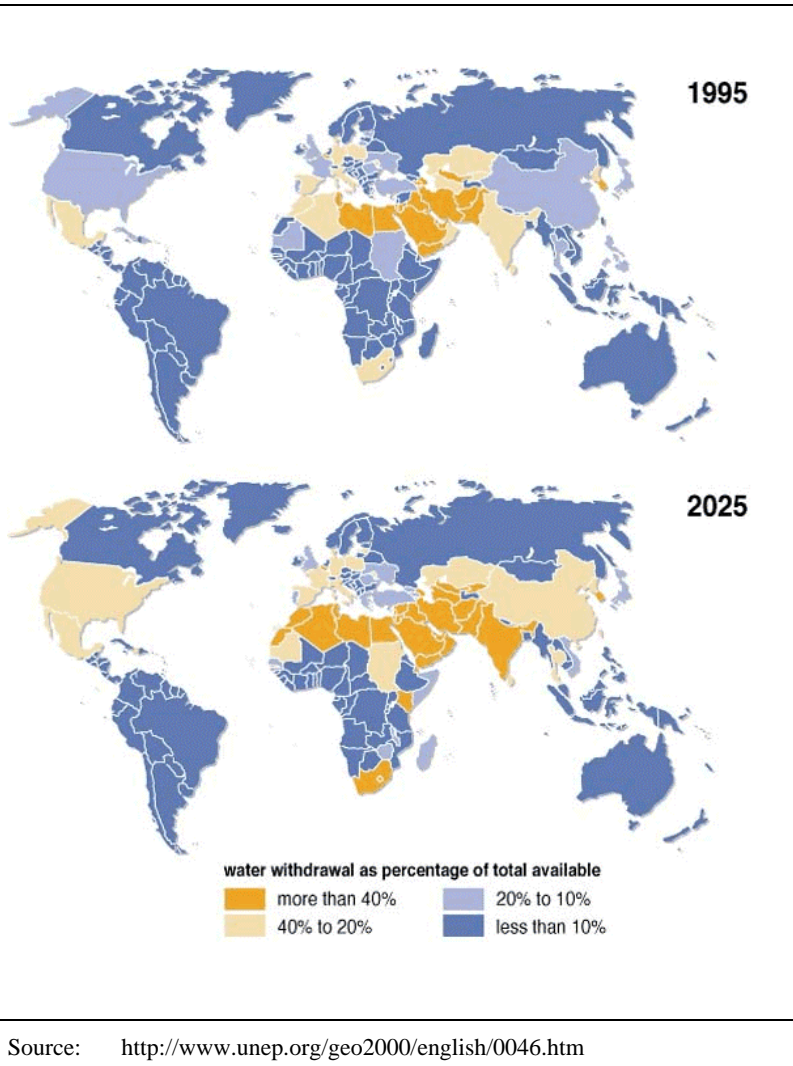 1995
2025
water withdrawal as percentage of total available
more than 40%
20% to 10%
40% to 20%
less than 10%
Source: http://www.unep.org/geo2000/english/0046.htm